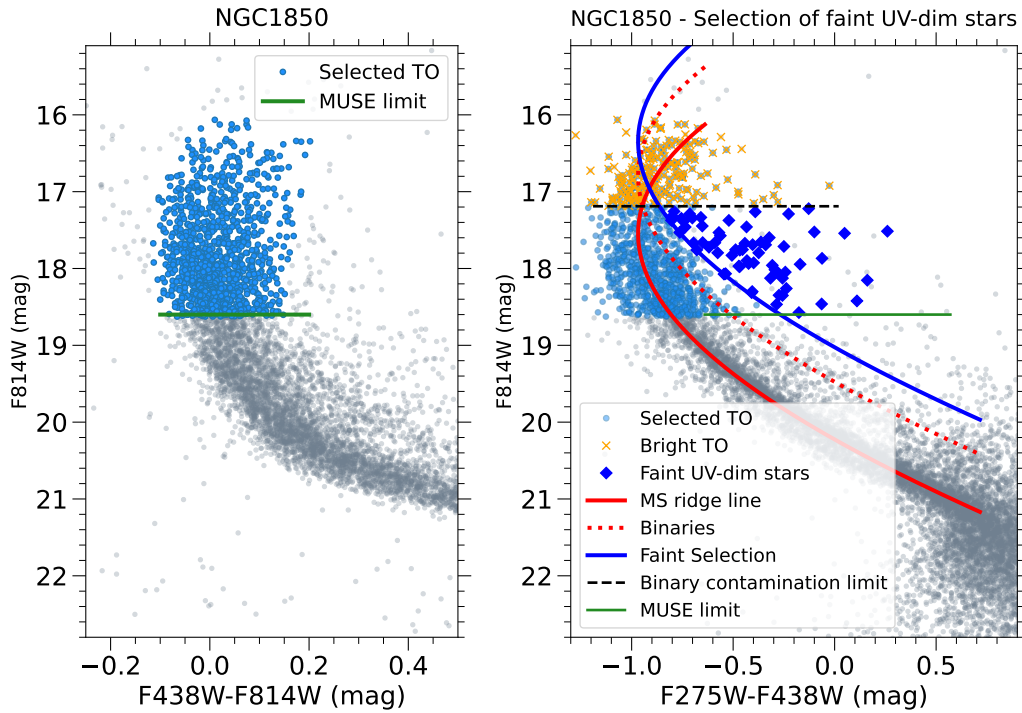 NGC1850
Selected TO
MUSE limit
16
17
18
19
20
21
22
F814W (mag)
−0.2
0.0
0.2
0.4
F438W-F814W (mag)
NGC1850 - Selection of faint UV-dim stars
16
17
18
19
20
21
22
F814W (mag)
Selected TO
Bright TO
Faint UV-dim stars
MS ridge line
Binaries
Faint Selection
Binary contamination limit
MUSE limit
−1.0
−0.5
0.0
0.5
F275W-F438W (mag)